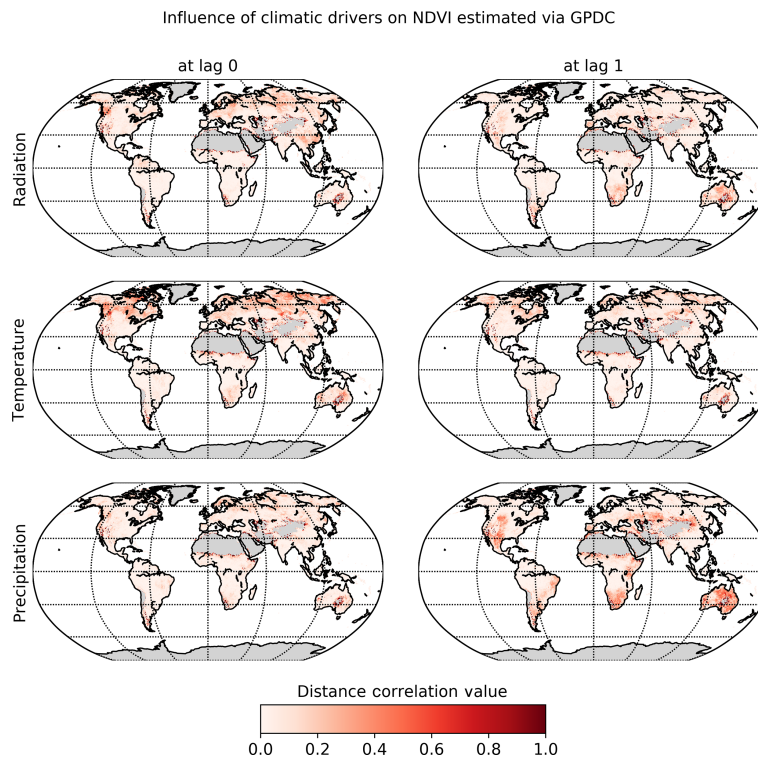 Influence of climatic drivers on NDVI estimated via GPDC
at lag 0
at lag 1
Radiation
Temperature
Precipitation
Distance correlation value
0.0 0.2 0.4 0.6 0.8 1.0